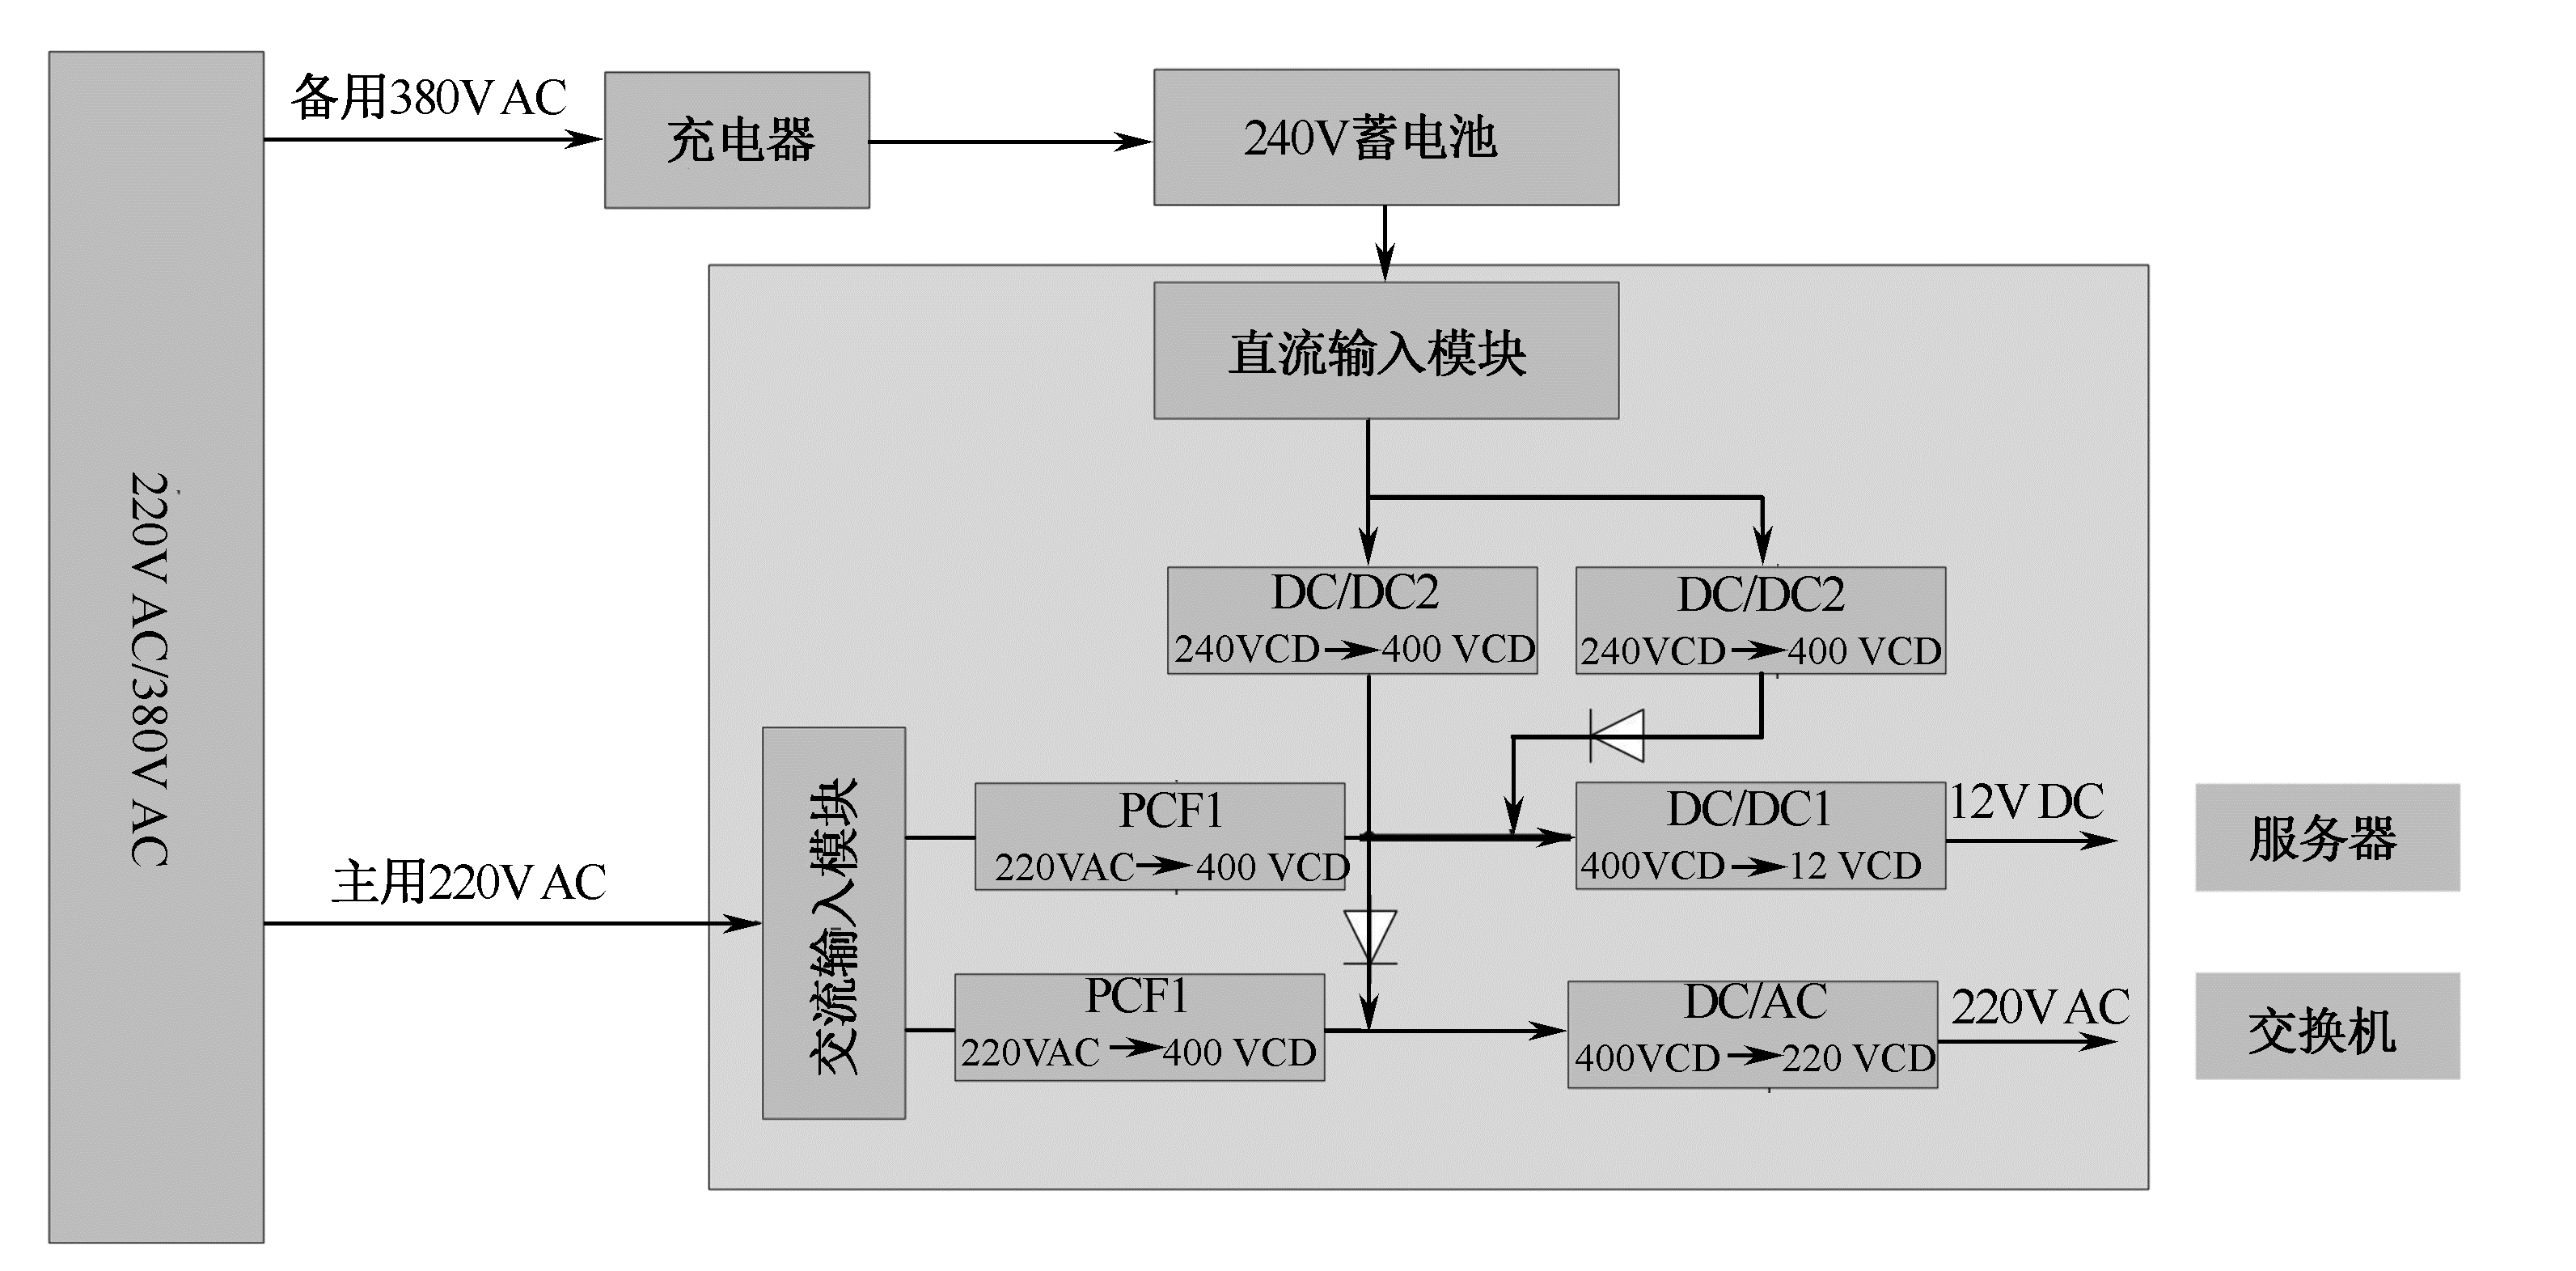 220V AC/380V AC
备用380V AC
充电器
240V蓄电池
直流输入模块
DC/DC2
240VCD 400 VCD
DC/DC2
240VCD 400 VCD
主用220V AC
交流输入模块
PCF1
220VAC 400 VCD
DC/DC1
400VCD 12 VCD
12V DC
服务器
PCF1
220VAC 400 VCD
DC/AC
400VCD 220 VCD
220V AC
交换机